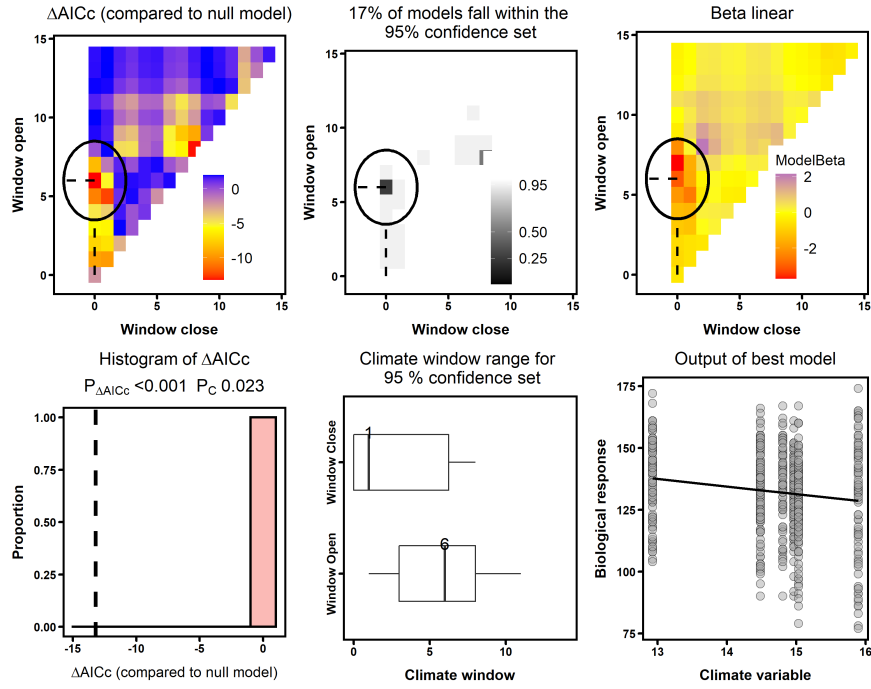 ΔAICc (compared to null model)
15
10
5
0
Window open
0
-5
-10
0
5
10
15
Window close
17% of models fall within the
95% confidence set
15
10
5
0
Window open
0.95
0.50
0.25
0
5
10
15
Window close
Beta linear
15
10
5
0
Window open
ModelBeta
2
0
-2
0
5
10
15
Window close
Histogram of ΔAICc
PΔAICc <0.001 PC 0.023
1.00
0.75
0.50
0.25
0.00
Proportion
-15
-10
-5
0
ΔAICc (compared to null model)
Climate window range for
95 % confidence set
Window Close
1
Window Open
6
0
5
10
Climate window
Output of best model
175
150
125
100
75
Biological response
13
14
15
16
Climate variable